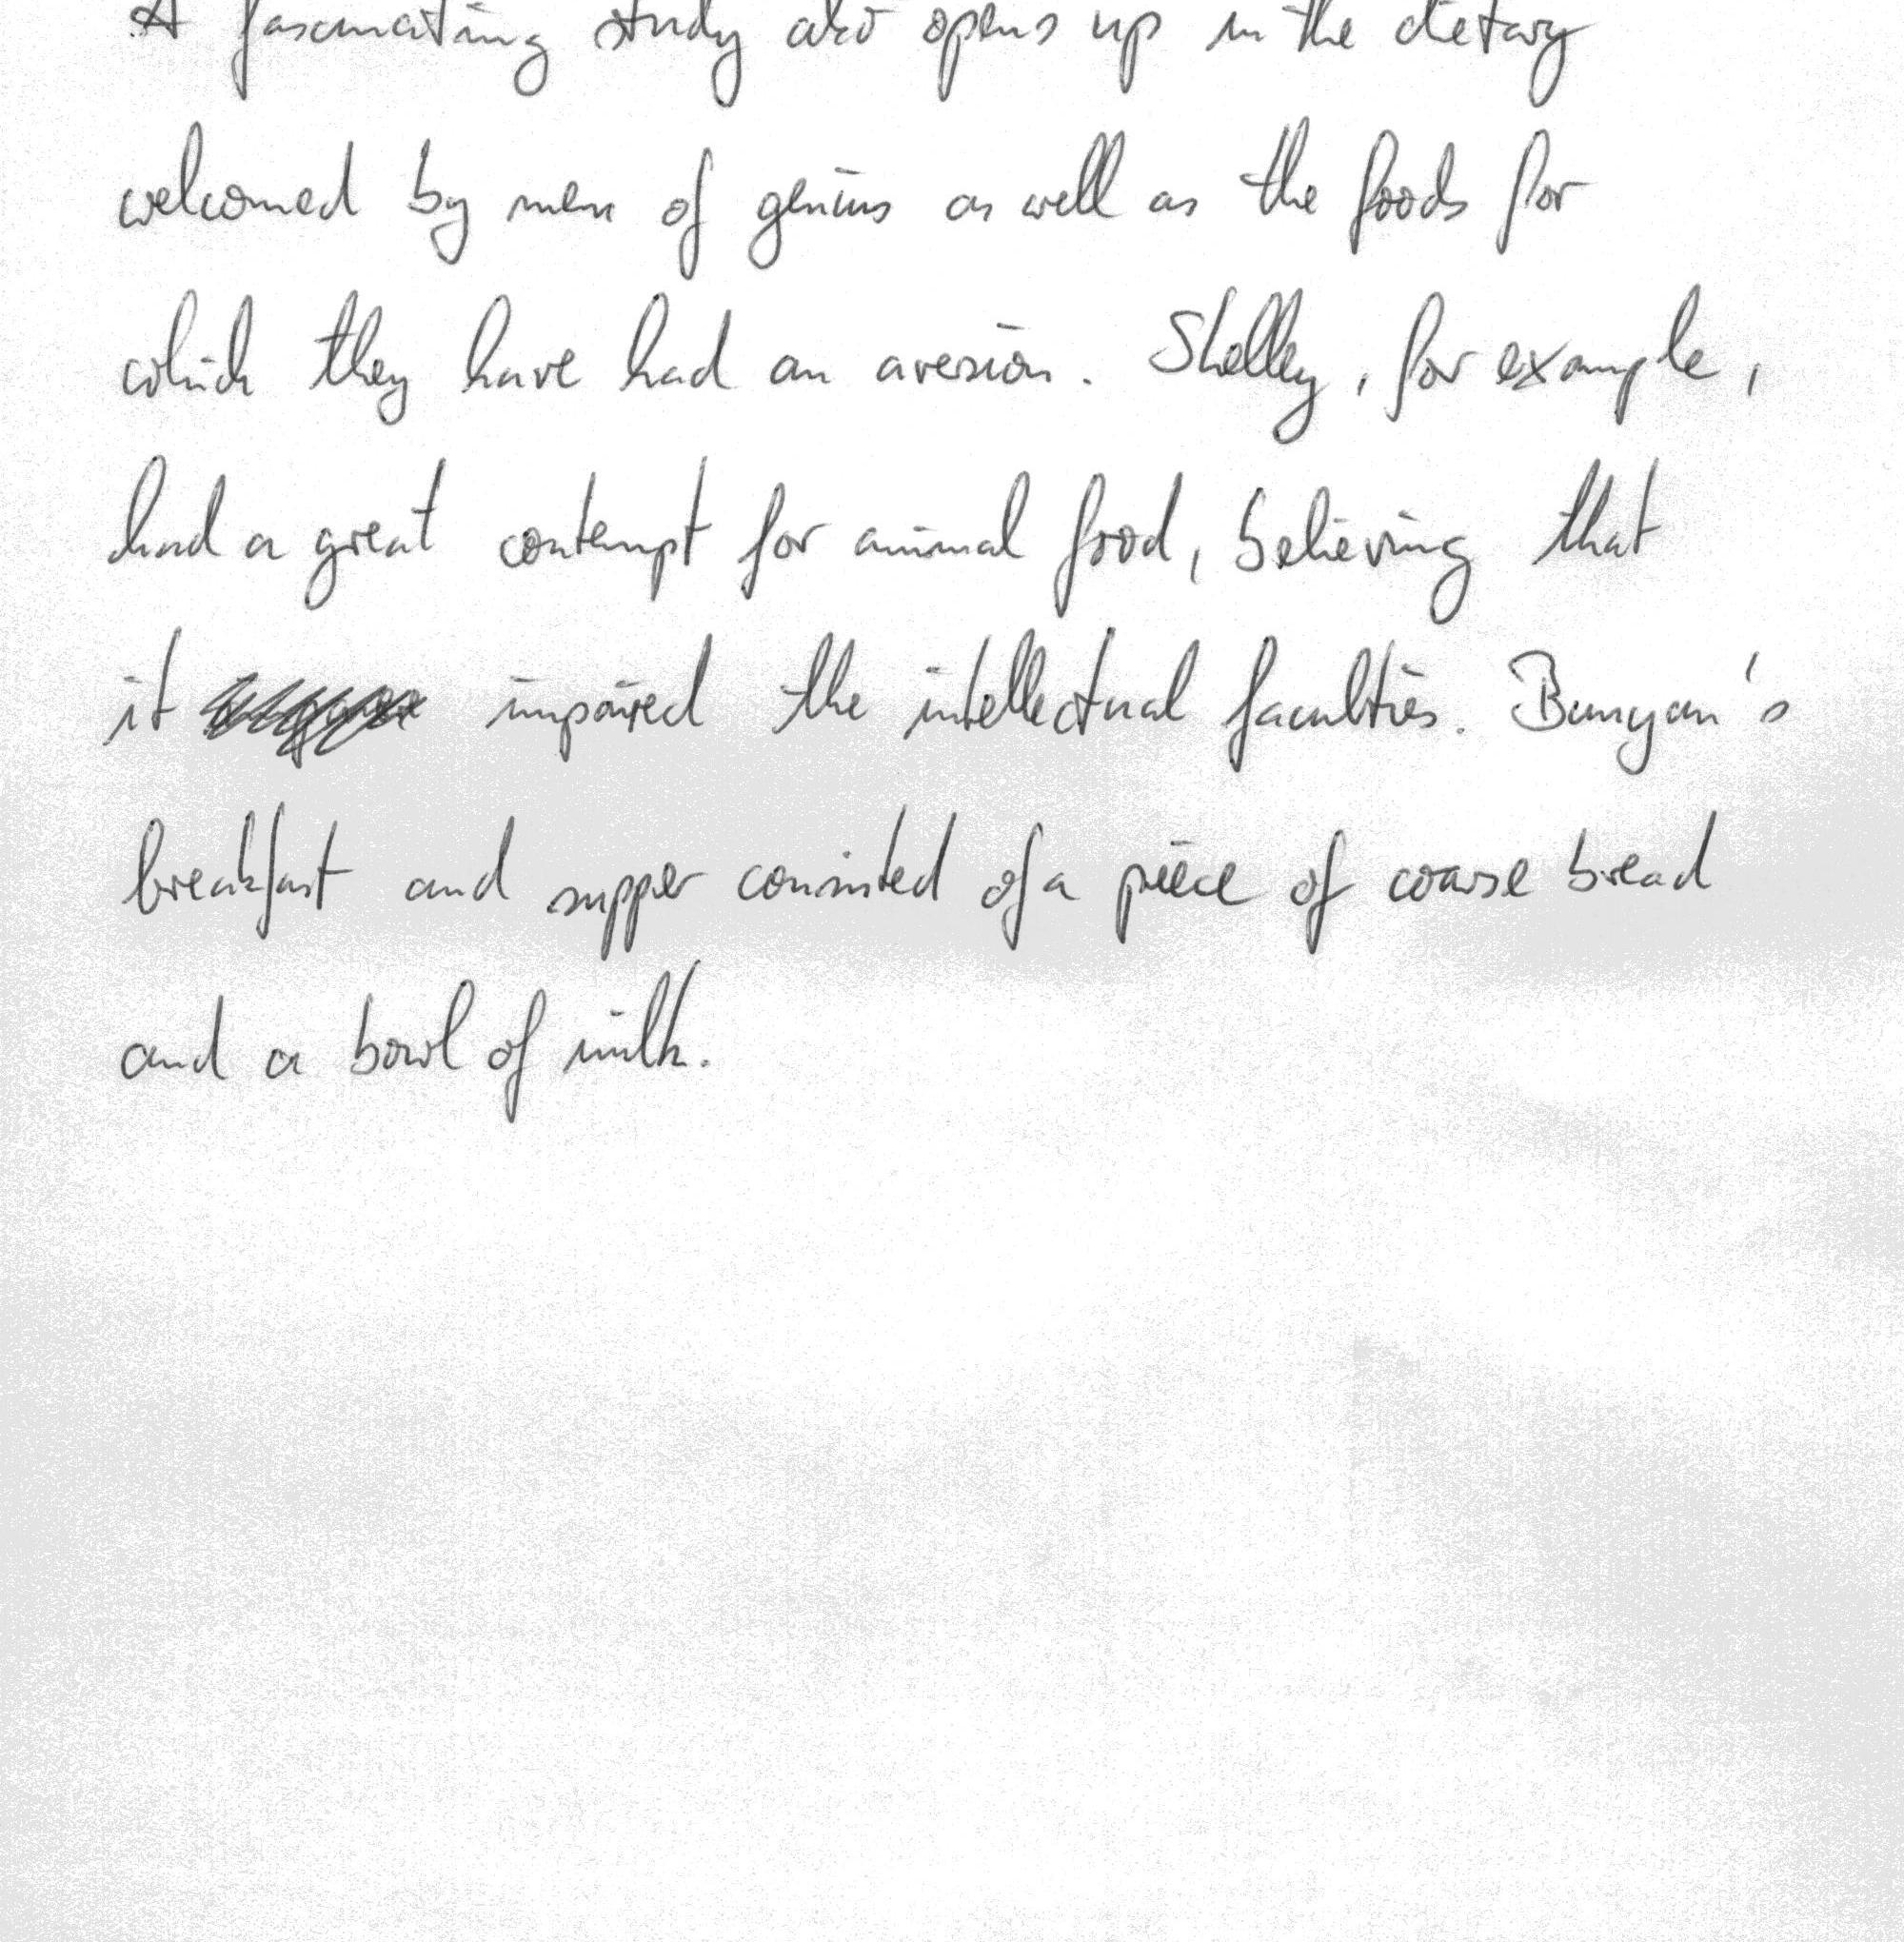 A fascinating study also opens up in the dietary
welcomed by men of genius as well as the foods for
which they have had an aversion. Shelley, for example,
had a great contempt for animal food, believing that
it impaired the intellectual faculties. Bunyan's
breakfast and supper consisted of a piece of coarse bread
and a bowl of milk.